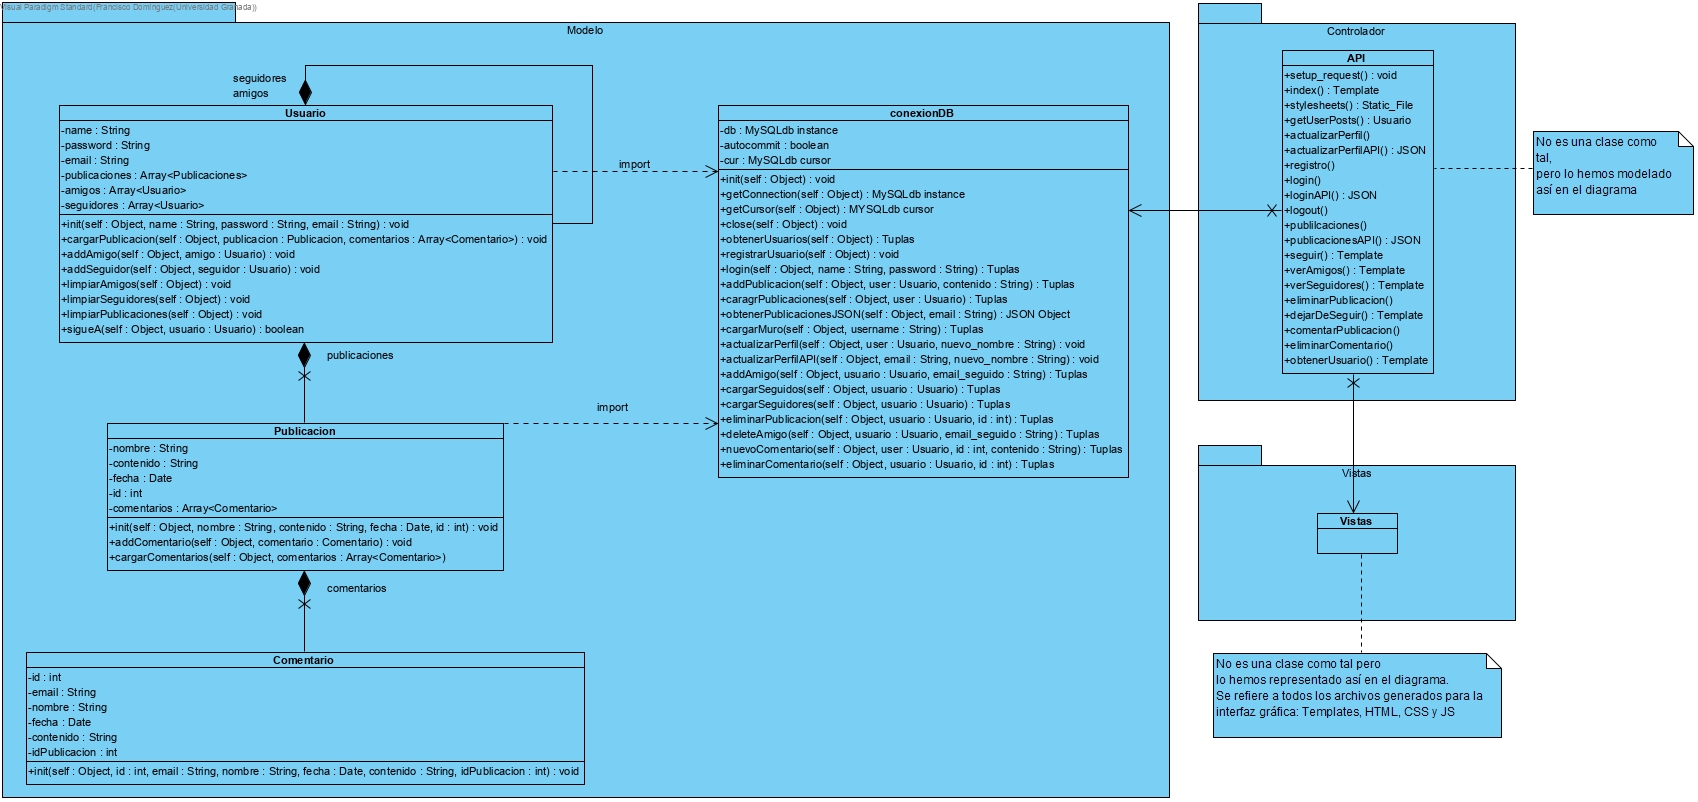 Visual Paradigm Standard(Francisco Domínguez(Universidad Granada))
Modelo
seguidores
amigos
Usuario
-name : String
-password : String
-email : String
-publicaciones : Array<Publicaciones>
-amigos : Array<Usuario>
-seguidores : Array<Usuario>
+init(self : Object, name : String, password : String, email : String) : void
+cargarPublicacion(self : Object, publicacion : Publicacion, comentarios : Array<Comentario>) : void
+addAmigo(self : Object, amigo : Usuario) : void
+addSeguidor(self : Object, seguidor : Usuario) : void
+limpiarAmigos(self : Object) : void
+limpiarSeguidores(self : Object) : void
+limpiarPublicaciones(self : Object) : void
+sigueA(self : Object, usuario : Usuario) : boolean
publicaciones
import
import
Publicacion
-nombre : String
-contenido : String
-fecha : Date
-id : int
-comentarios : Array<Comentario>
+init(self : Object, nombre : String, contenido : String, fecha : Date, id : int) : void
+addComentario(self : Object, comentario : Comentario) : void
+cargarComentarios(self : Object, comentarios : Array<Comentario>)
comentarios
Comentario
-id : int
-email : String
-nombre : String
-fecha : Date
-contenido : String
-idPublicacion : int
+init(self : Object, id : int, email : String, nombre : String, fecha : Date, contenido : String, idPublicacion : int) : void
conexionDB
-db : MySQLdb instance
-autocommit : boolean
-cur : MySQLdb cursor
+init(self : Object) : void
+getConnection(self : Object) : MySQLdb instance
+getCursor(self : Object) : MYSQLdb cursor
+close(self : Object) : void
+obtenerUsuarios(self : Object) : Tuplas
+registrarUsuario(self : Object) : void
+login(self : Object, name : String, password : String) : Tuplas
+addPublicacion(self : Object, user : Usuario, contenido : String) : Tuplas
+caragrPublicaciones(self : Object, user : Usuario) : Tuplas
+obtenerPublicacionesJSON(self : Object, email : String) : JSON Object
+cargarMuro(self : Object, username : String) : Tuplas
+actualizarPerfil(self : Object, user : Usuario, nuevo_nombre : String) : void
+actualizarPerfilAPI(self : Object, email : String, nuevo_nombre : String) : void
+addAmigo(self : Object, usuario : Usuario, email_seguido : String) : Tuplas
+cargarSeguidos(self : Object, usuario : Usuario) : Tuplas
+cargarSeguidores(self : Object, usuario : Usuario) : Tuplas
+eliminarPublicacion(self : Object, usuario : Usuario, id : int) : Tuplas
+deleteAmigo(self : Object, usuario : Usuario, email_seguido : String) : Tuplas
+nuevoComentario(self : Object, user : Usuario, id : int, contenido : String) : Tuplas
+eliminarComentario(self : Object, usuario : Usuario, id : int) : Tuplas
Controlador
API
+setup_request() : void
+index() : Template
+stylesheets() : Static_File
+getUserPosts() : Usuario
+actualizarPerfil()
+actualizarPerfilAPI() : JSON
+registro()
+login()
+loginAPI() : JSON
+logout()
+publilcaciones()
+publicacionesAPI() : JSON
+seguir() : Template
+verAmigos() : Template
+verSeguidores() : Template
+eliminarPublicacion()
+dejarDeSeguir() : Template
+comentarPublicacion()
+eliminarComentario()
+obtenerUsuario() : Template
No es una clase como
tal,
pero lo hemos modelado
así en el diagrama
Vistas
Vistas
No es una clase como tal pero
lo hemos representado así en el diagrama.
Se refiere a todos los archivos generados para la
interfaz gráfica: Templates, HTML, CSS y JS